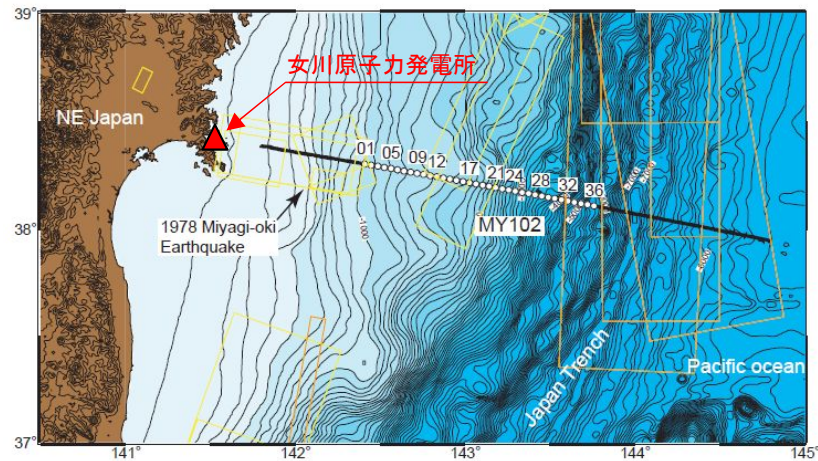 39°
女川原子力発電所
NE Japan
01 05 09 12 17 21 24 28 32 36
38°
MY102
1978 Miyagi-oki
Earthquake
-1000
Pacific ocean
Japan Trench
37°
141° 142° 143° 144° 145°